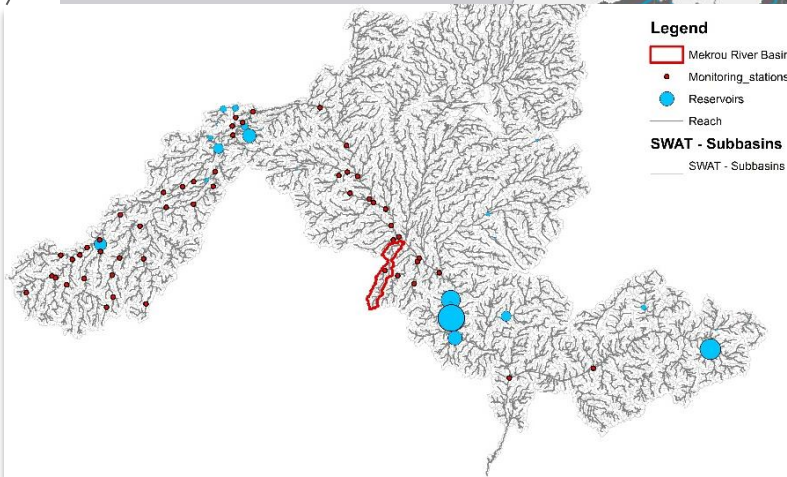 Legend
Mekrou River Basin
Monitoring_stations
Reservoirs
Reach
SWAT - Subbasins
SWAT - Subbasins